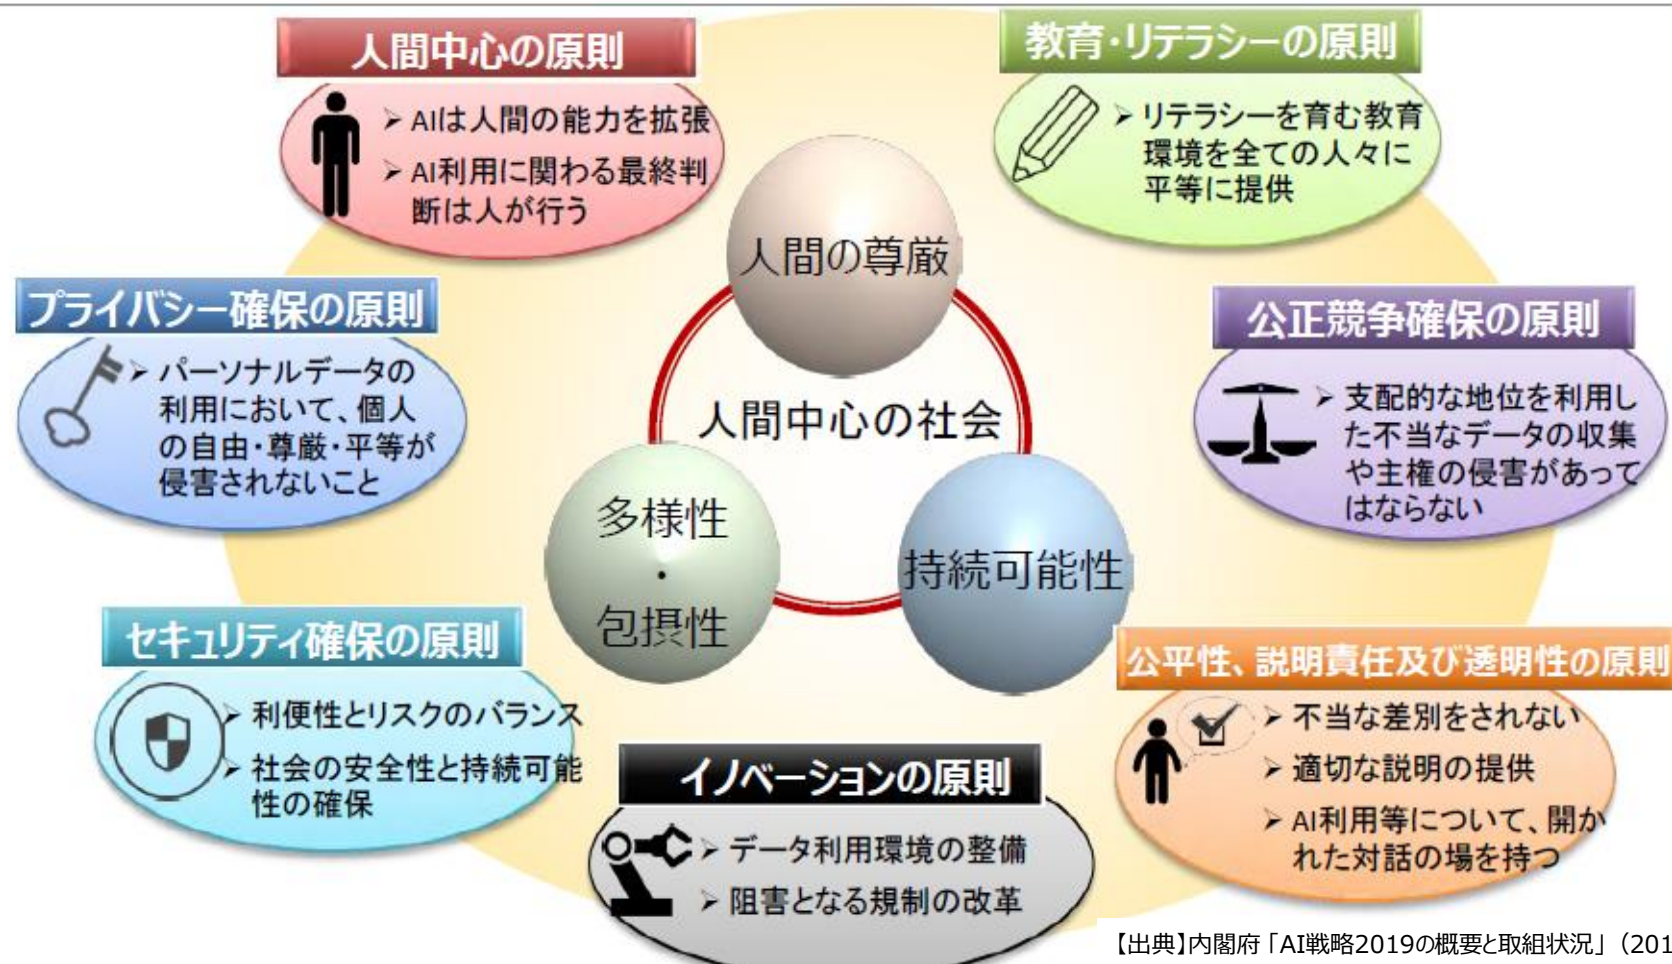 人間中心の原則
➢ AIは人間の能力を拡張
➢ AI利用に関わる最終判
断は人が行う
教育・リテラシーの原則
➢ リテラシーを育む教育
環境を全ての人々に
平等に提供
プライバシー確保の原則
➢ パーソナルデータの
利用において、個人
の自由・尊厳・平等が
侵害されないこと
人間の尊厳
人間中心の社会
多様性
・
包摂性
持続可能性
公正競争確保の原則
➢ 支配的な地位を利用し
た不当なデータの収集
や主権の侵害があって
はならない
セキュリティ確保の原則
➢ 利便性とリスクのバランス
➢ 社会の安全性と持続可能
性の確保
イノベーションの原則
➢ データ利用環境の整備
➢ 阻害となる規制の改革
公平性、説明責任及び透明性の原則
➢ 不当な差別をされない
➢ 適切な説明の提供
➢ AI利用等について、開か
れた対話の場を持つ
【出典】内閣府「AI戦略2019の概要と取組状況」（201